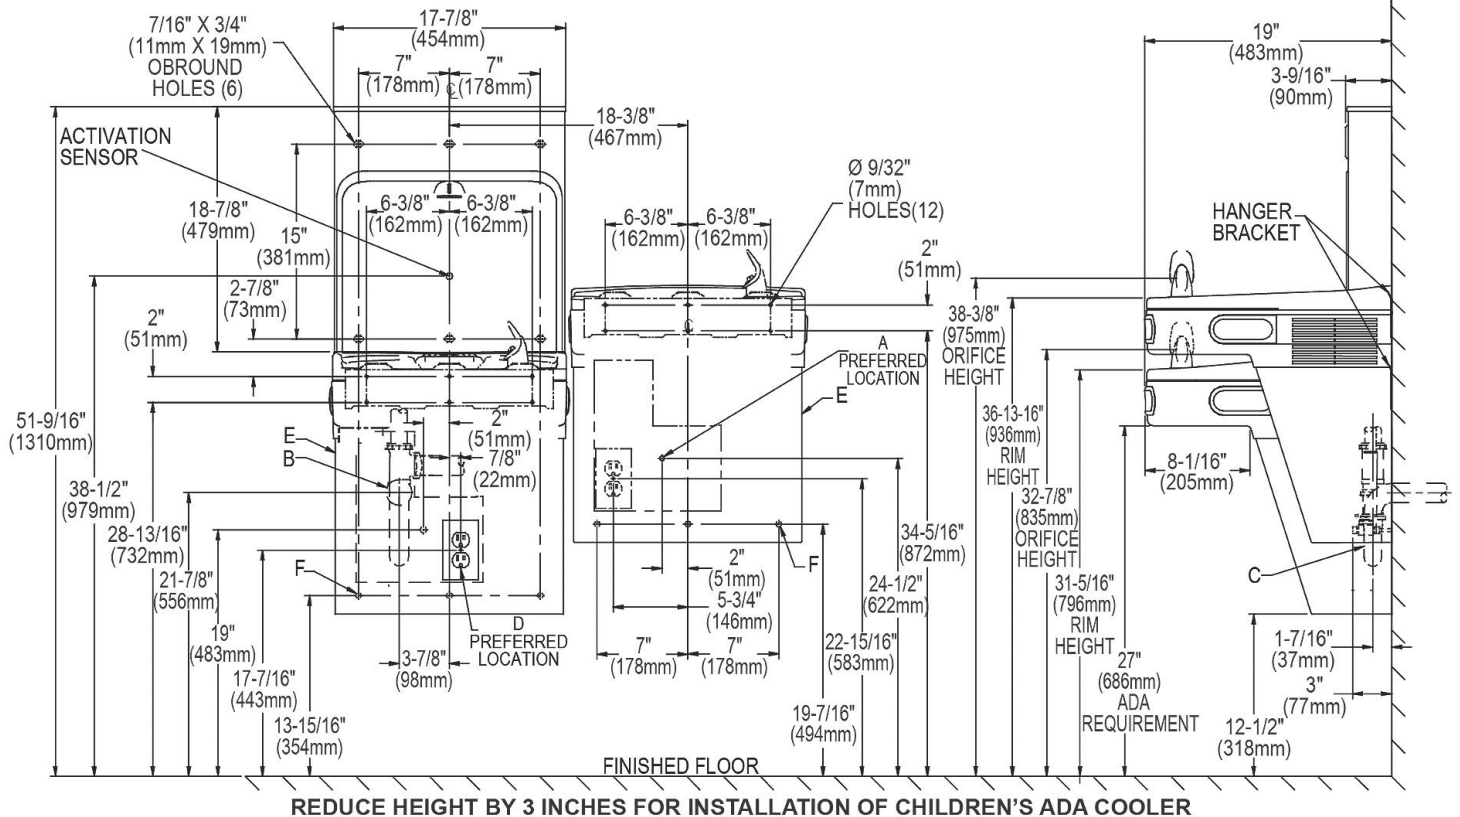 7/16" X 3/4"
(11mm X 19mm)
OBROUND
HOLES (6)
17-7/8"
(454mm)
7"
(178mm)
7"
(178mm)
℄
ACTIVATION
SENSOR
18-3/8"
(467mm)
18-7/8"
(479mm)
15"
(381mm)
6-3/8"
(162mm)
6-3/8"
(162mm)
2-7/8"
(73mm)
2"
(51mm)
6-3/8"
(162mm)
6-3/8"
(162mm)
Ø 9/32"
(7mm)
HOLES(12)
2"
(51mm)
℄
A
PREFERRED
LOCATION
E
51-9/16"
(1310mm)
E
B
2"
(51mm)
7/8"
(22mm)
38-1/2"
(979mm)
28-13/16"
(732mm)
21-7/8"
(556mm)
F
19"
(483mm)
17-7/16"
(443mm)
13-15/16"
(354mm)
3-7/8"
(98mm)
D
PREFERRED
LOCATION
2"
(51mm)
F
5-3/4"
(146mm)
7"
(178mm)
7"
(178mm)
34-5/16"
(872mm)
24-1/2"
(622mm)
22-15/16"
(583mm)
19-7/16"
(494mm)
19"
(483mm)
3-9/16"
(90mm)
HANGER
BRACKET
38-3/8"
(975mm)
ORIFICE
HEIGHT
36-13-16"
(936mm)
RIM
HEIGHT
32-7/8"
(835mm)
ORIFICE
HEIGHT
31-5/16"
(796mm)
RIM
HEIGHT
27"
(686mm)
ADA
REQUIREMENT
8-1/16"
(205mm)
C
1-7/16"
(37mm)
3"
(77mm)
12-1/2"
(318mm)
FINISHED FLOOR
REDUCE HEIGHT BY 3 INCHES FOR INSTALLATION OF CHILDREN'S ADA COOLER